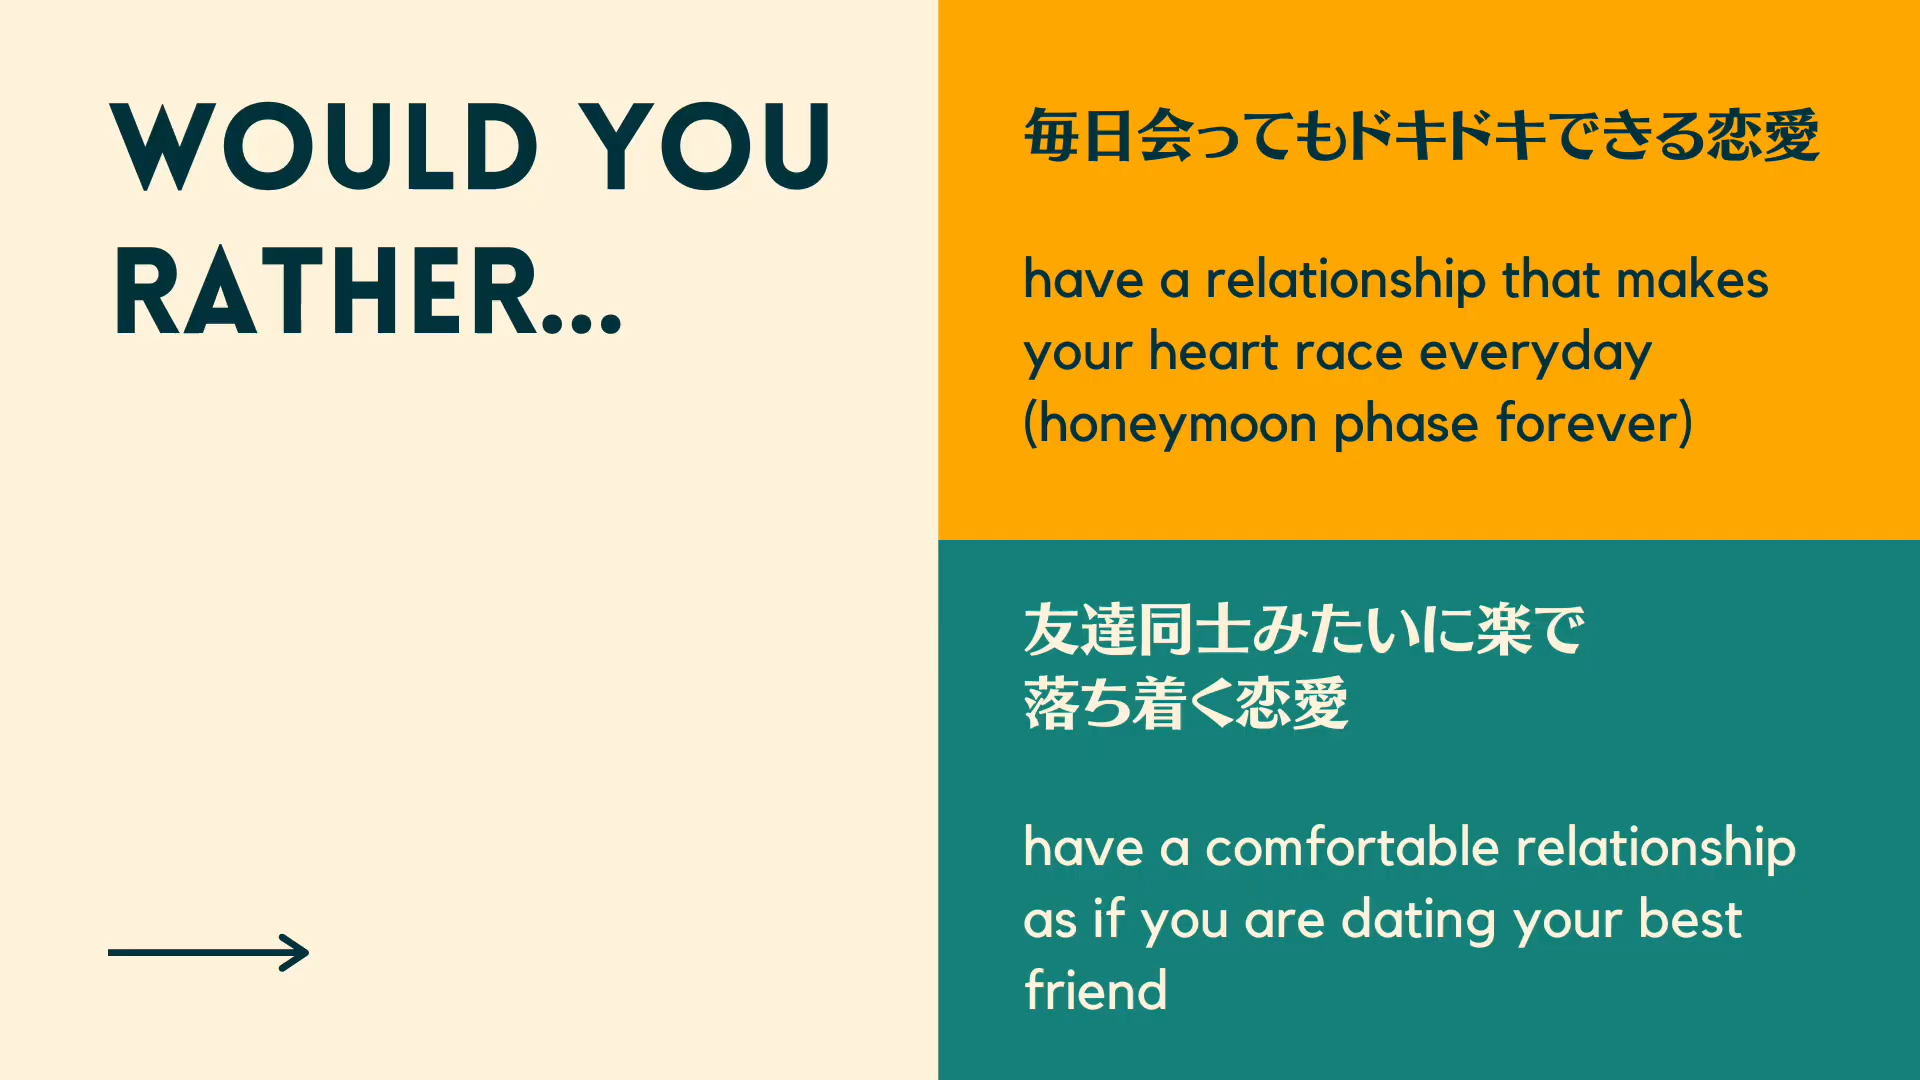 WOULD YOU
RATHER...
毎日会ってもドキドキできる恋愛
have a relationship that makes
your heart race everyday
(honeymoon phase forever)
友達同士みたいに楽で
落ち着く恋愛
have a comfortable relationship
as if you are dating your best
friend